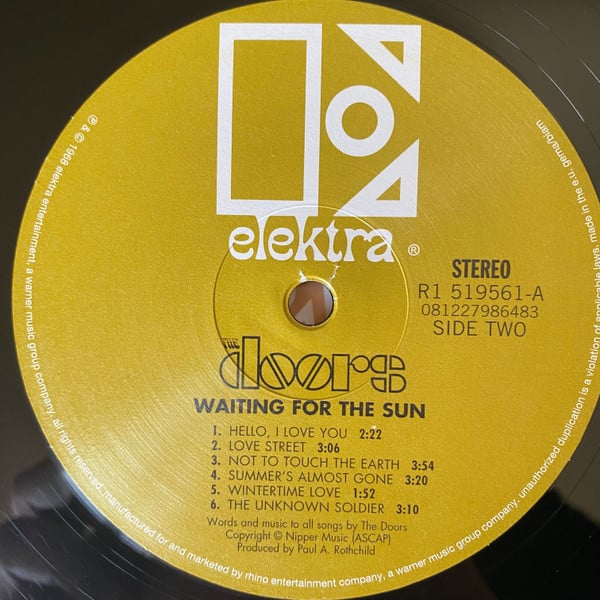 elektra®
STEREO
R1 519561-A
081227986483
SIDE TWO
THE
doors
WAITING FOR THE SUN
1. HELLO, I LOVE YOU 2:22
2. LOVE STREET 3:06
3. NOT TO TOUCH THE EARTH 3:54
4. SUMMER'S ALMOST GONE 3:20
5. WINTERTIME LOVE 1:52
6. THE UNKNOWN SOLDIER 3:10
Words and music to all songs by The Doors
Copyright © Nipper Music (ASCAP)
Produced by Paul A. Rothchild
℗ & © 1968 elektra entertainment, a warner music group company. all rights reserved. manufactured for and marketed by rhino entertainment company, a warner music group company. unauthorized duplication is a violation of applicable laws. made in the e.u. gema/biem